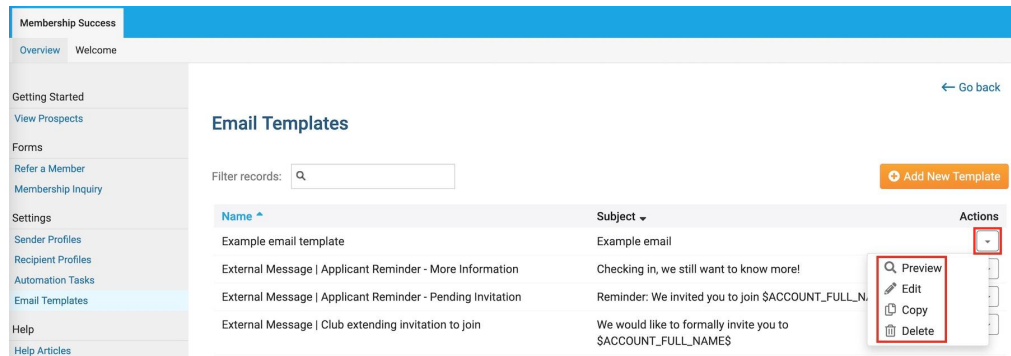 Membership Success
Overview Welcome
Getting Started
View Prospects
Forms
Refer a Member
Membership Inquiry
Settings
Sender Profiles
Recipient Profiles
Automation Tasks
Email Templates
Help
Help Articles
← Go back
Email Templates
Filter records:
Add New Template
Name Subject Actions
Example email template Example email
External Message | Applicant Reminder - More Information Checking in, we still want to know more!
External Message | Applicant Reminder - Pending Invitation Reminder: We invited you to join $ACCOUNT_FULL_N
External Message | Club extending invitation to join We would like to formally invite you to
$ACCOUNT_FULL_NAME$
Preview
Edit
Copy
Delete